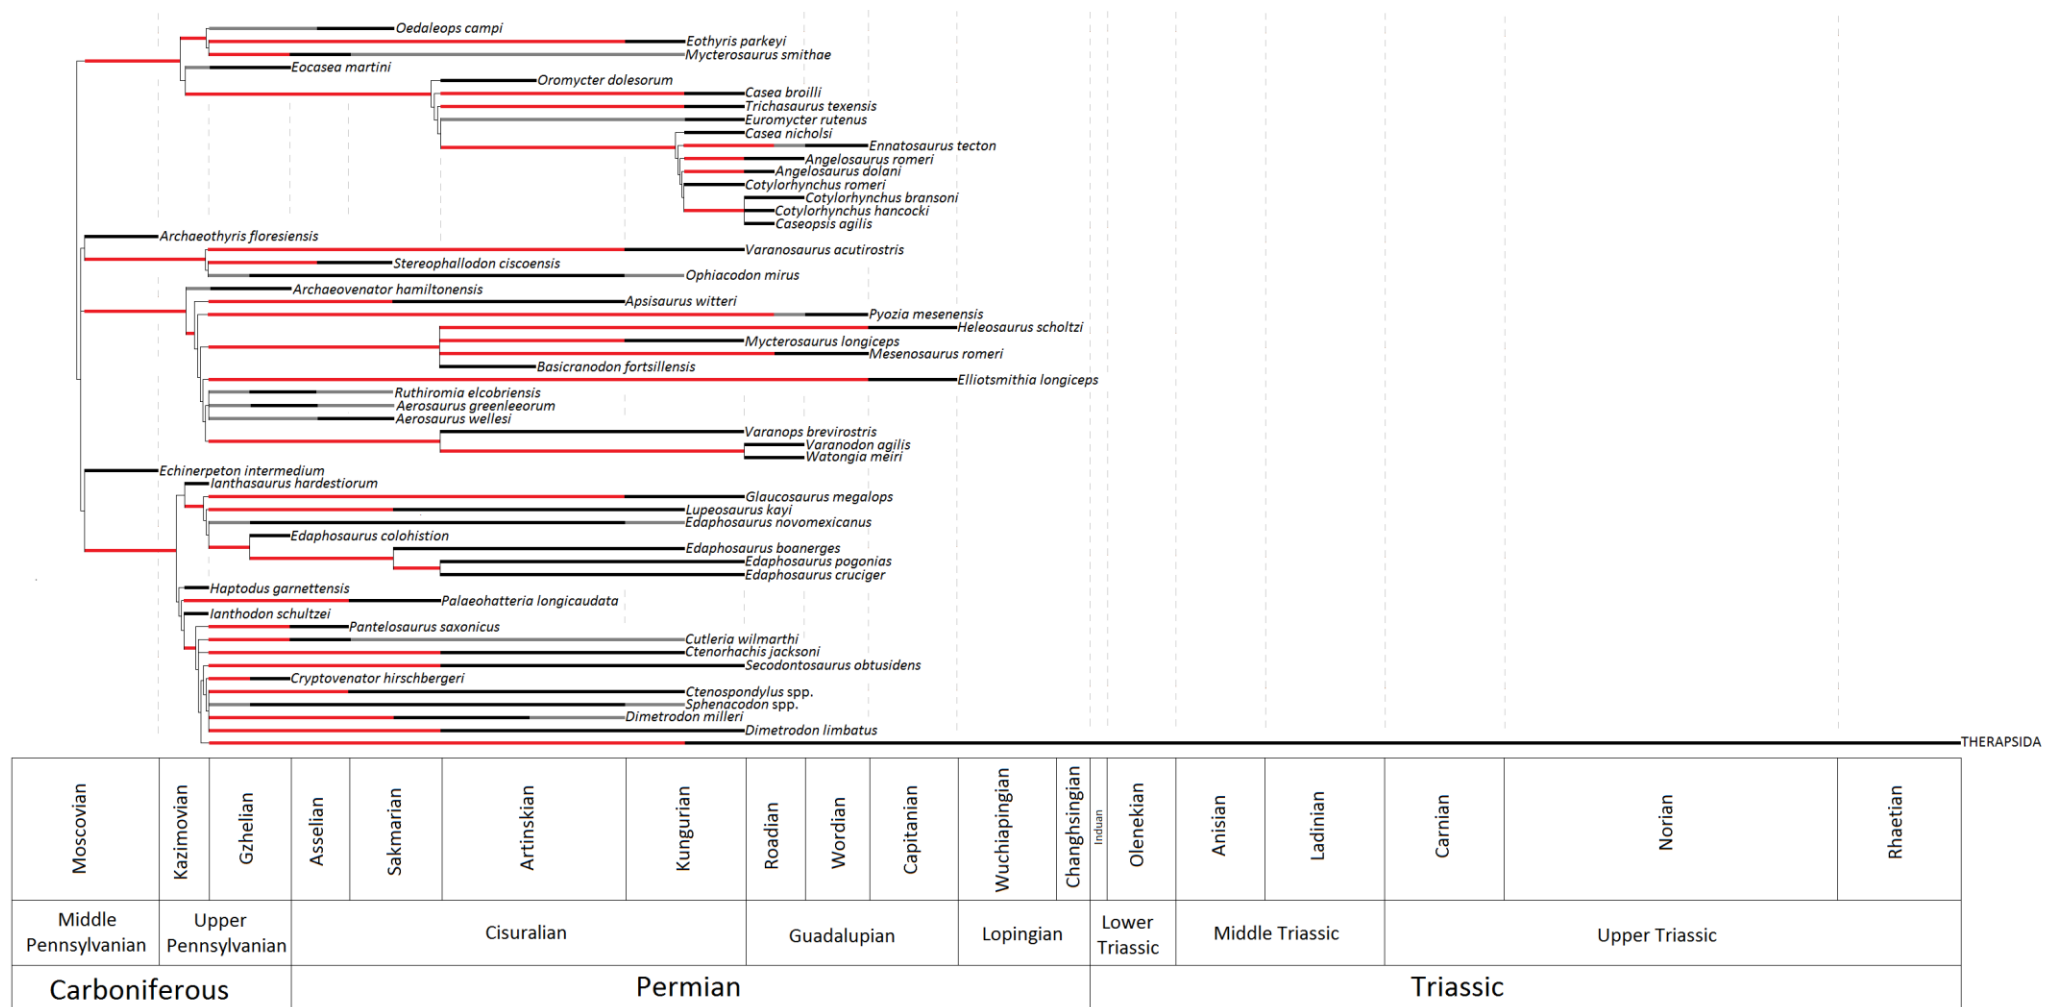 Oedaleops campi
Eothyris parkeyi
Mycterosaurus smithae
Eocasea martini
Oromycter dolesorum
Casea broilli
Trichasaurus texensis
Euromycter rutenus
Casea nicholsi
Ennatosaurus tecton
Angelosaurus romeri
Angelosaurus dolani
Cotylorhynchus romeri
Cotylorhynchus bransoni
Cotylorhynchus hancocki
Caseopsis agilis
Archaeothyris floresiensis
Varanosaurus acutirostris
Stereophallodon ciscoensis
Ophiacodon mirus
Archaeovenator hamiltonensis
Apsisaurus witteri
Pyozia mesenensis
Heleosaurus scholtzi
Mycterosaurus longiceps
Mesenosaurus romeri
Basicranodon fortsillensis
Elliotsmithia longiceps
Ruthiromia elcobriensis
Aerosaurus greenleeorum
Aerosaurus wellesi
Varanops brevirostris
Varanodon agilis
Watongia meiri
Echinerpeton intermedium
Ianthasaurus hardestiorum
Glaucosaurus megalops
Lupeosaurus kayi
Edaphosaurus novomexicanus
Edaphosaurus colohistion
Edaphosaurus boanerges
Edaphosaurus pogonias
Edaphosaurus cruciger
Haptodus garnettensis
Palaeohatteria longicaudata
Ianthodon schultzei
Pantelosaurus saxonicus
Cutleria wilmarthi
Ctenorhachis jacksoni
Secodontosaurus obtusidens
Cryptovenator hirschbergeri
Ctenospondylus spp.
Sphenacodon spp.
Dimetrodon milleri
Dimetrodon limbatus
THERAPSIDA
Moscovian
Kazimovian
Gzhelian
Asselian
Sakmarian
Artinskian
Kungurian
Roadian
Wordian
Capitanian
Wuchiapingian
Changhsingian
Induan
Olenekian
Anisian
Ladinian
Carnian
Norian
Rhaetian
Middle
Pennsylvanian
Upper
Pennsylvanian
Cisuralian
Guadalupian
Lopingian
Lower
Triassic
Middle Triassic
Upper Triassic
Carboniferous
Permian
Triassic